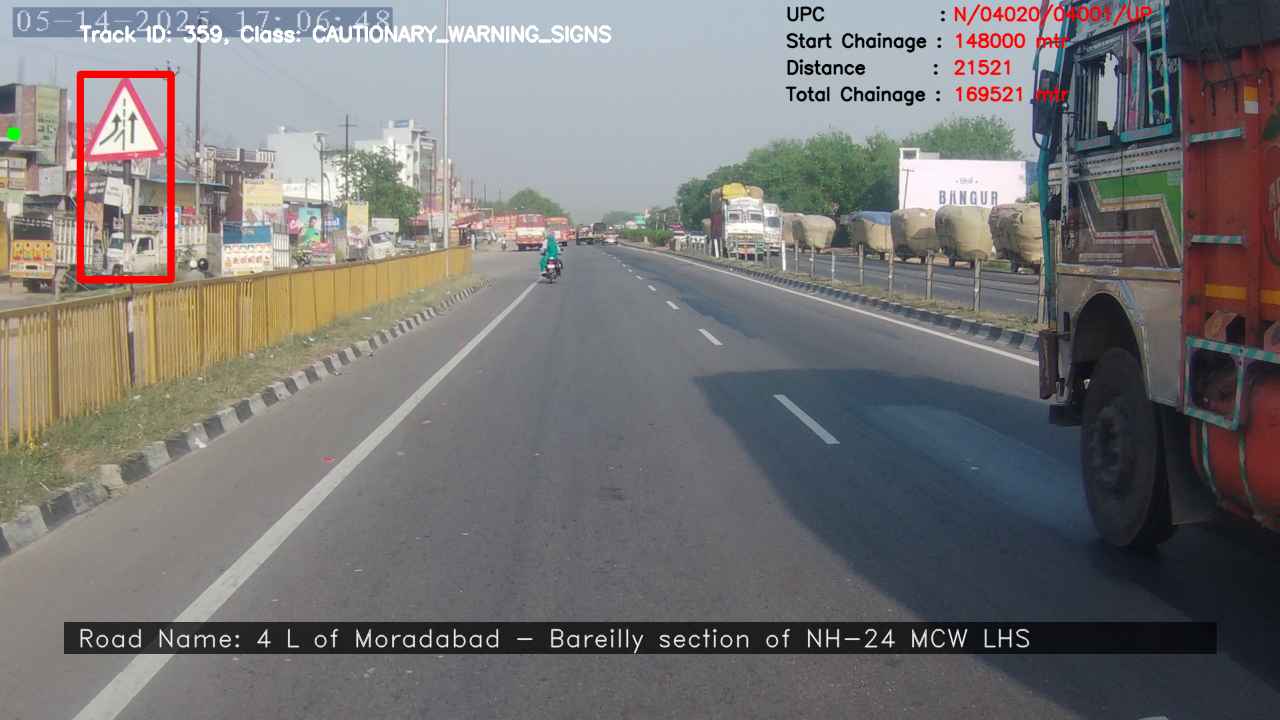 05-14-2025 17:06:48
Track ID: 359, Class: CAUTIONARY_WARNING_SIGNS
UPC : N/04020/04001/UP
Start Chainage : 148000 mtr
Distance : 21521
Total Chainage : 169521 mtr
BANGUR
Road Name: 4 L of Moradabad - Bareilly section of NH-24 MCW LHS